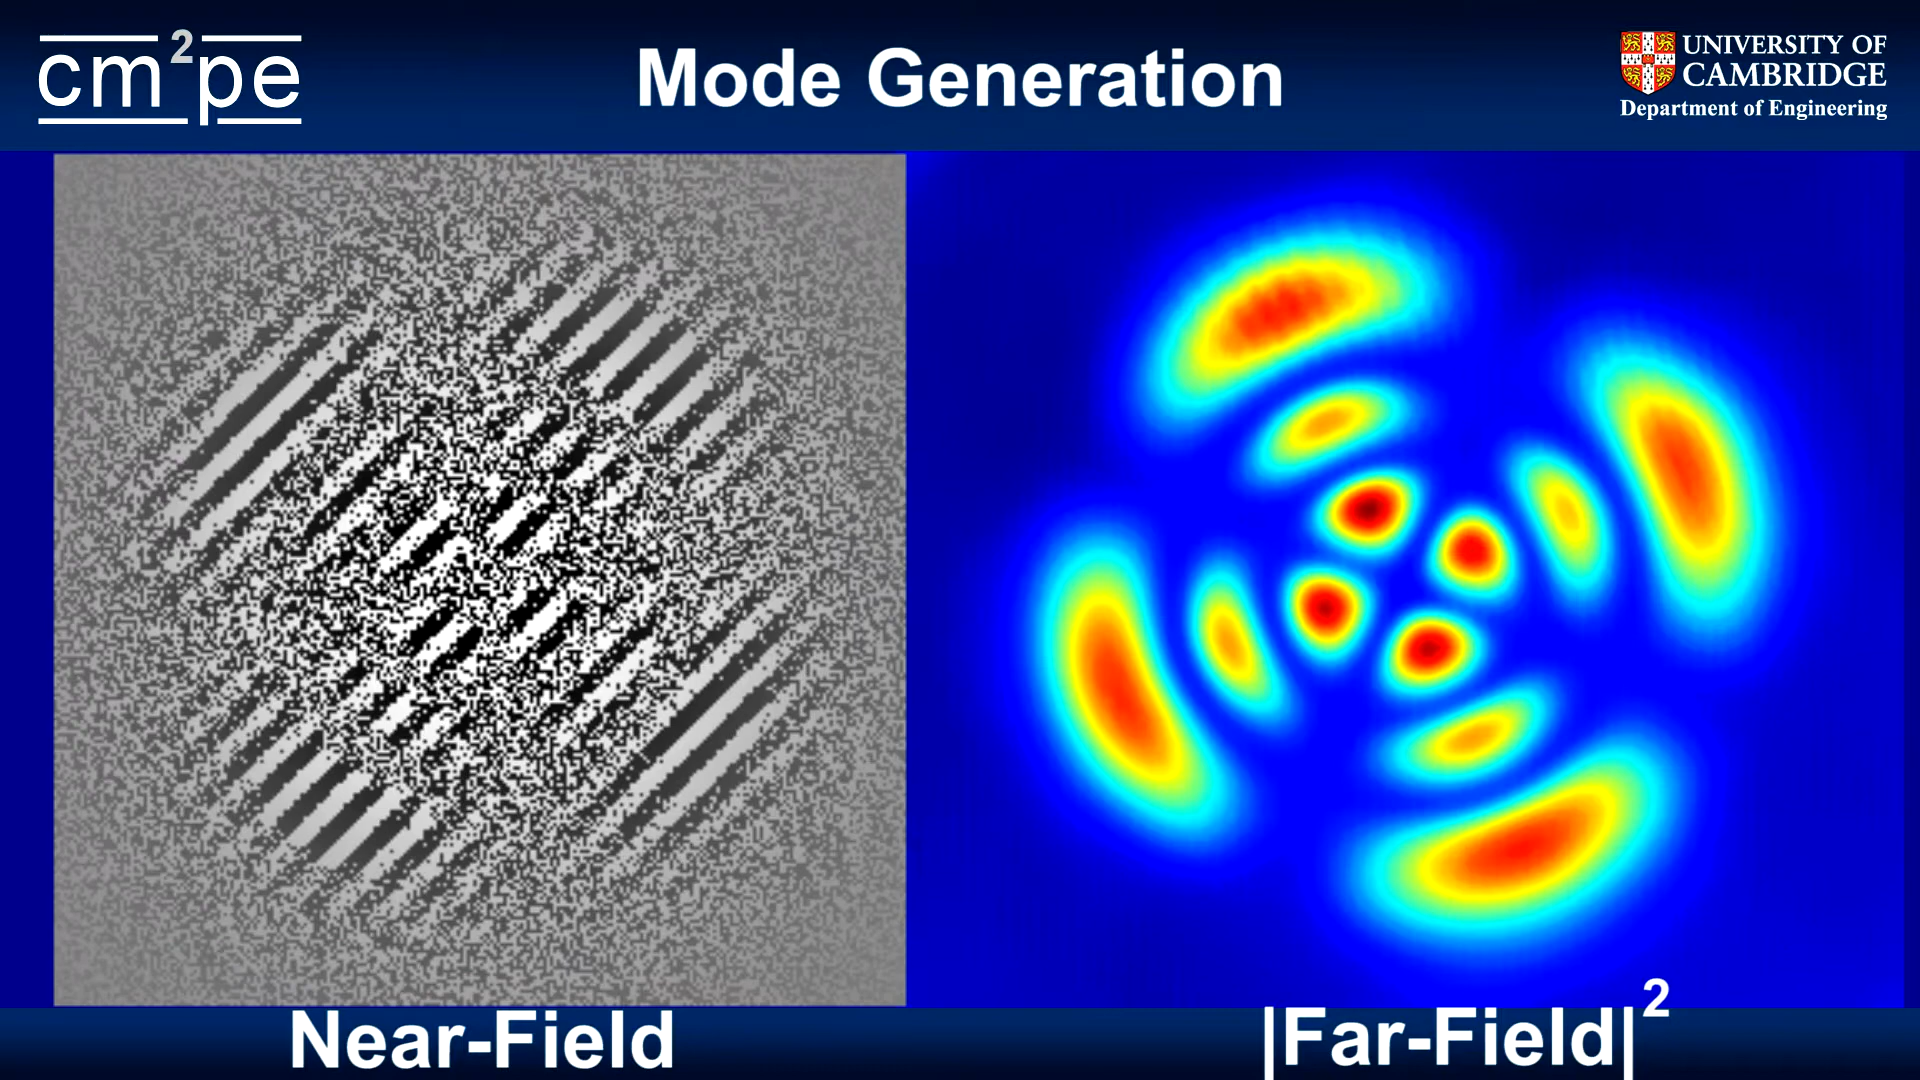 cm²pe
Mode Generation
UNIVERSITY OF
CAMBRIDGE
Department of Engineering
Near-Field
|Far-Field|²